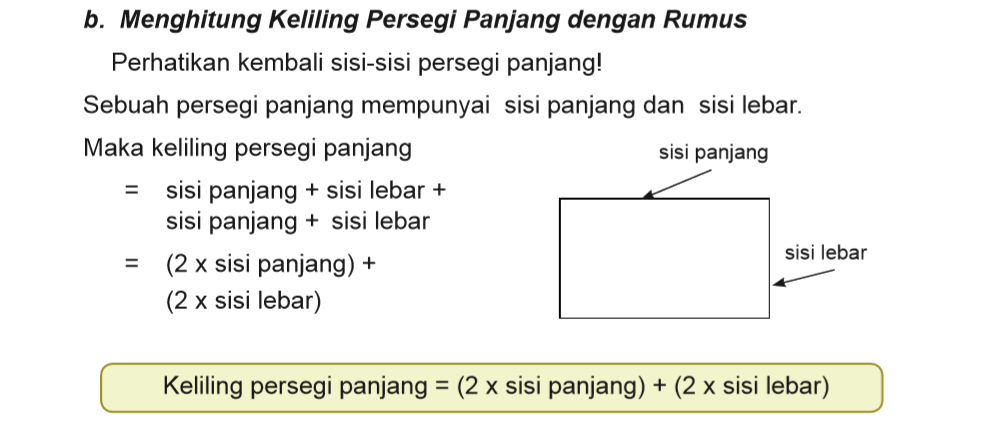 b. Menghitung Keliling Persegi Panjang dengan Rumus
Perhatikan kembali sisi-sisi persegi panjang!
Sebuah persegi panjang mempunyai sisi panjang dan sisi lebar.
Maka keliling persegi panjang
= sisi panjang + sisi lebar +
sisi panjang + sisi lebar
= (2 x sisi panjang) +
(2 x sisi lebar)
sisi panjang
sisi lebar
Keliling persegi panjang = (2 x sisi panjang) + (2 x sisi lebar)